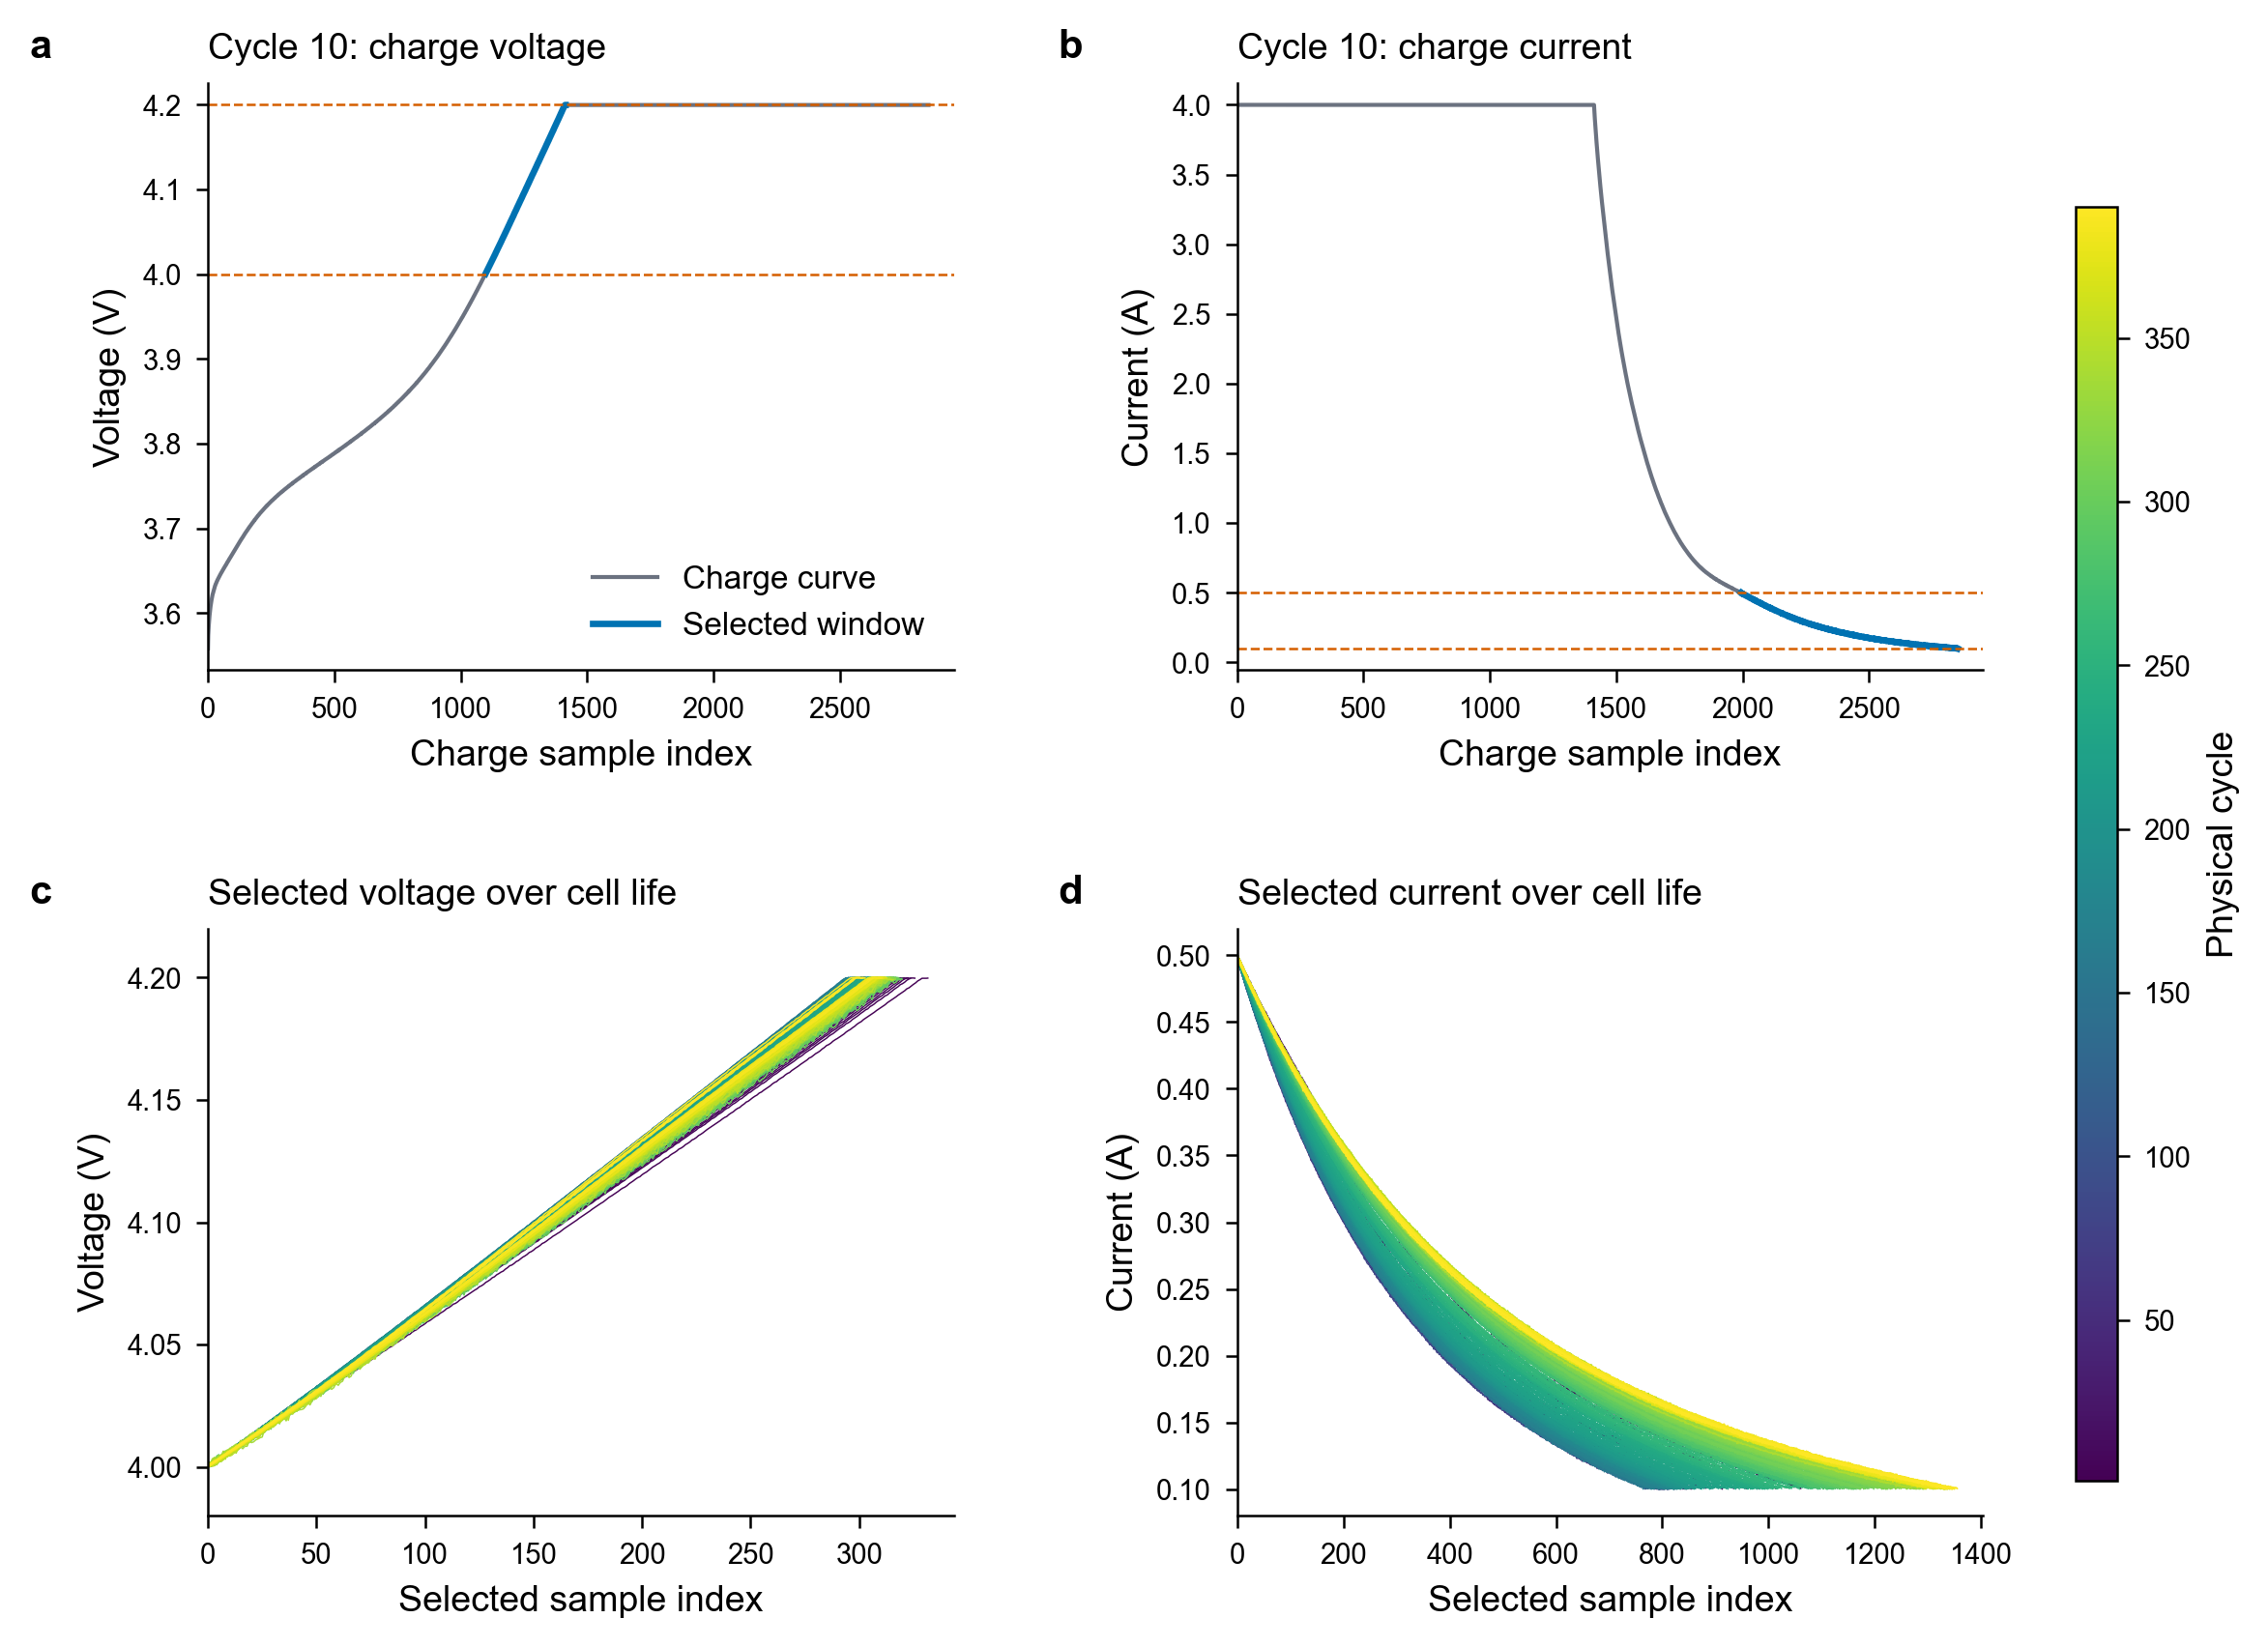 a
Cycle 10: charge voltage
4.2
4.1
4.0
3.9
3.8
3.7
3.6
Voltage (V)
Charge curve
Selected window
0 500 1000 1500 2000 2500
Charge sample index
b
Cycle 10: charge current
4.0
3.5
3.0
2.5
2.0
1.5
1.0
0.5
0.0
Current (A)
0 500 1000 1500 2000 2500
Charge sample index
c
Selected voltage over cell life
4.20
4.15
4.10
4.05
4.00
Voltage (V)
0 50 100 150 200 250 300
Selected sample index
d
Selected current over cell life
0.50
0.45
0.40
0.35
0.30
0.25
0.20
0.15
0.10
Current (A)
0 200 400 600 800 1000 1200 1400
Selected sample index
350
300
250
200
150
100
50
Physical cycle